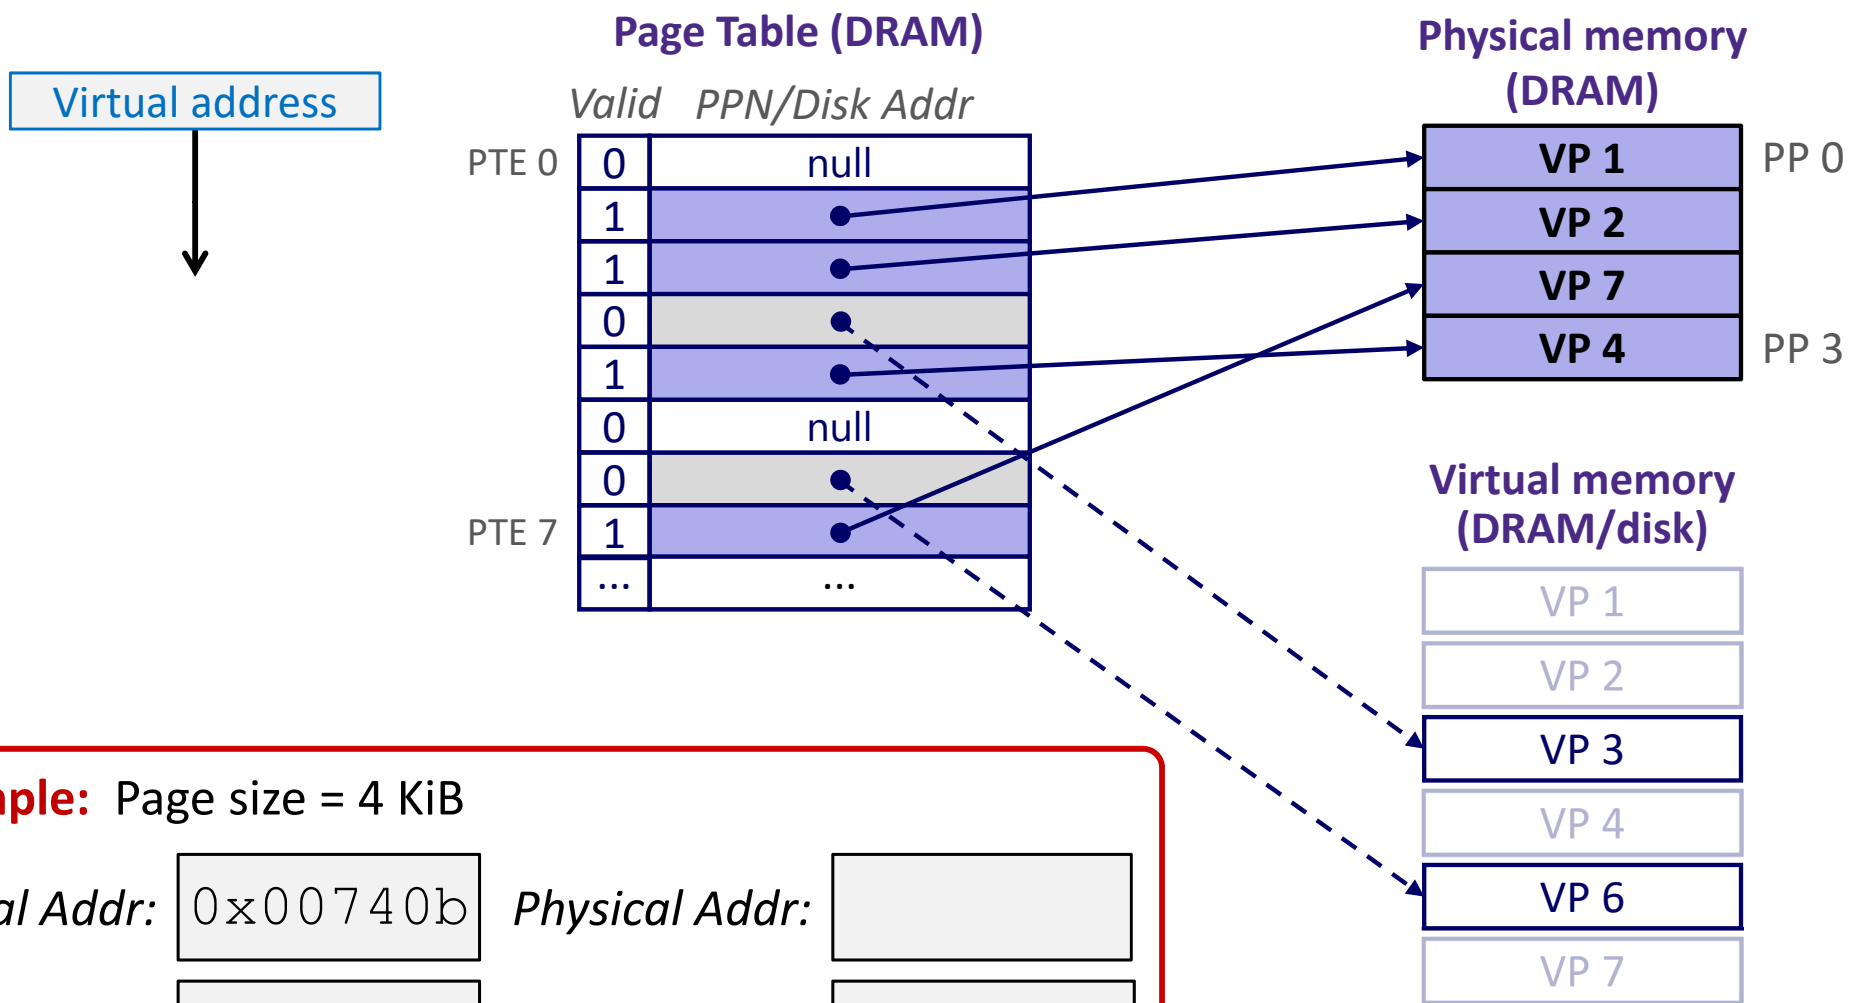 Page Table (DRAM)
Physical memory
(DRAM)
Virtual address
Valid PPN/Disk Addr
PTE 0 0 null
VP 1 PP 0
1
VP 2
1
VP 7
0
VP 4 PP 3
1
0 null
0
PTE 7 1
... ...
Virtual memory
(DRAM/disk)
VP 1
VP 2
VP 3
VP 4
VP 6
VP 7
ple: Page size = 4 KiB
al Addr: 0x00740b Physical Addr: